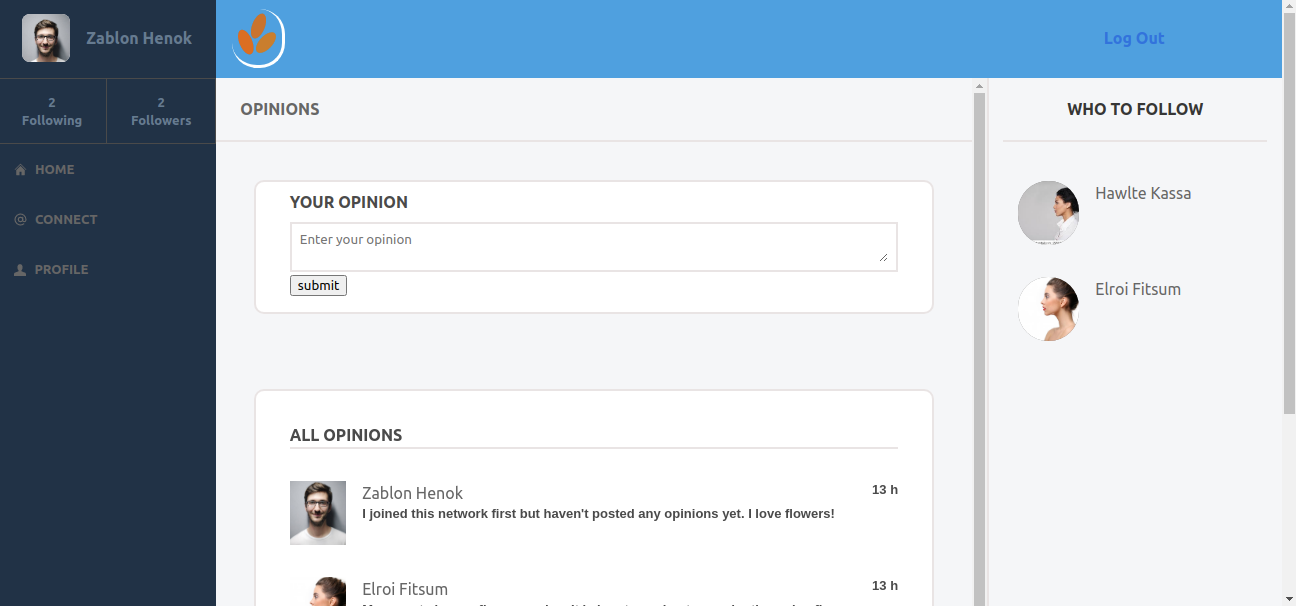 Zablon Henok
2
Following
2
Followers
HOME
CONNECT
PROFILE
Log Out
OPINIONS
YOUR OPINION
Enter your opinion
submit
ALL OPINIONS
Zablon Henok
13 h
I joined this network first but haven't posted any opinions yet. I love flowers!
Elroi Fitsum
13 h
WHO TO FOLLOW
Hawlte Kassa
Elroi Fitsum